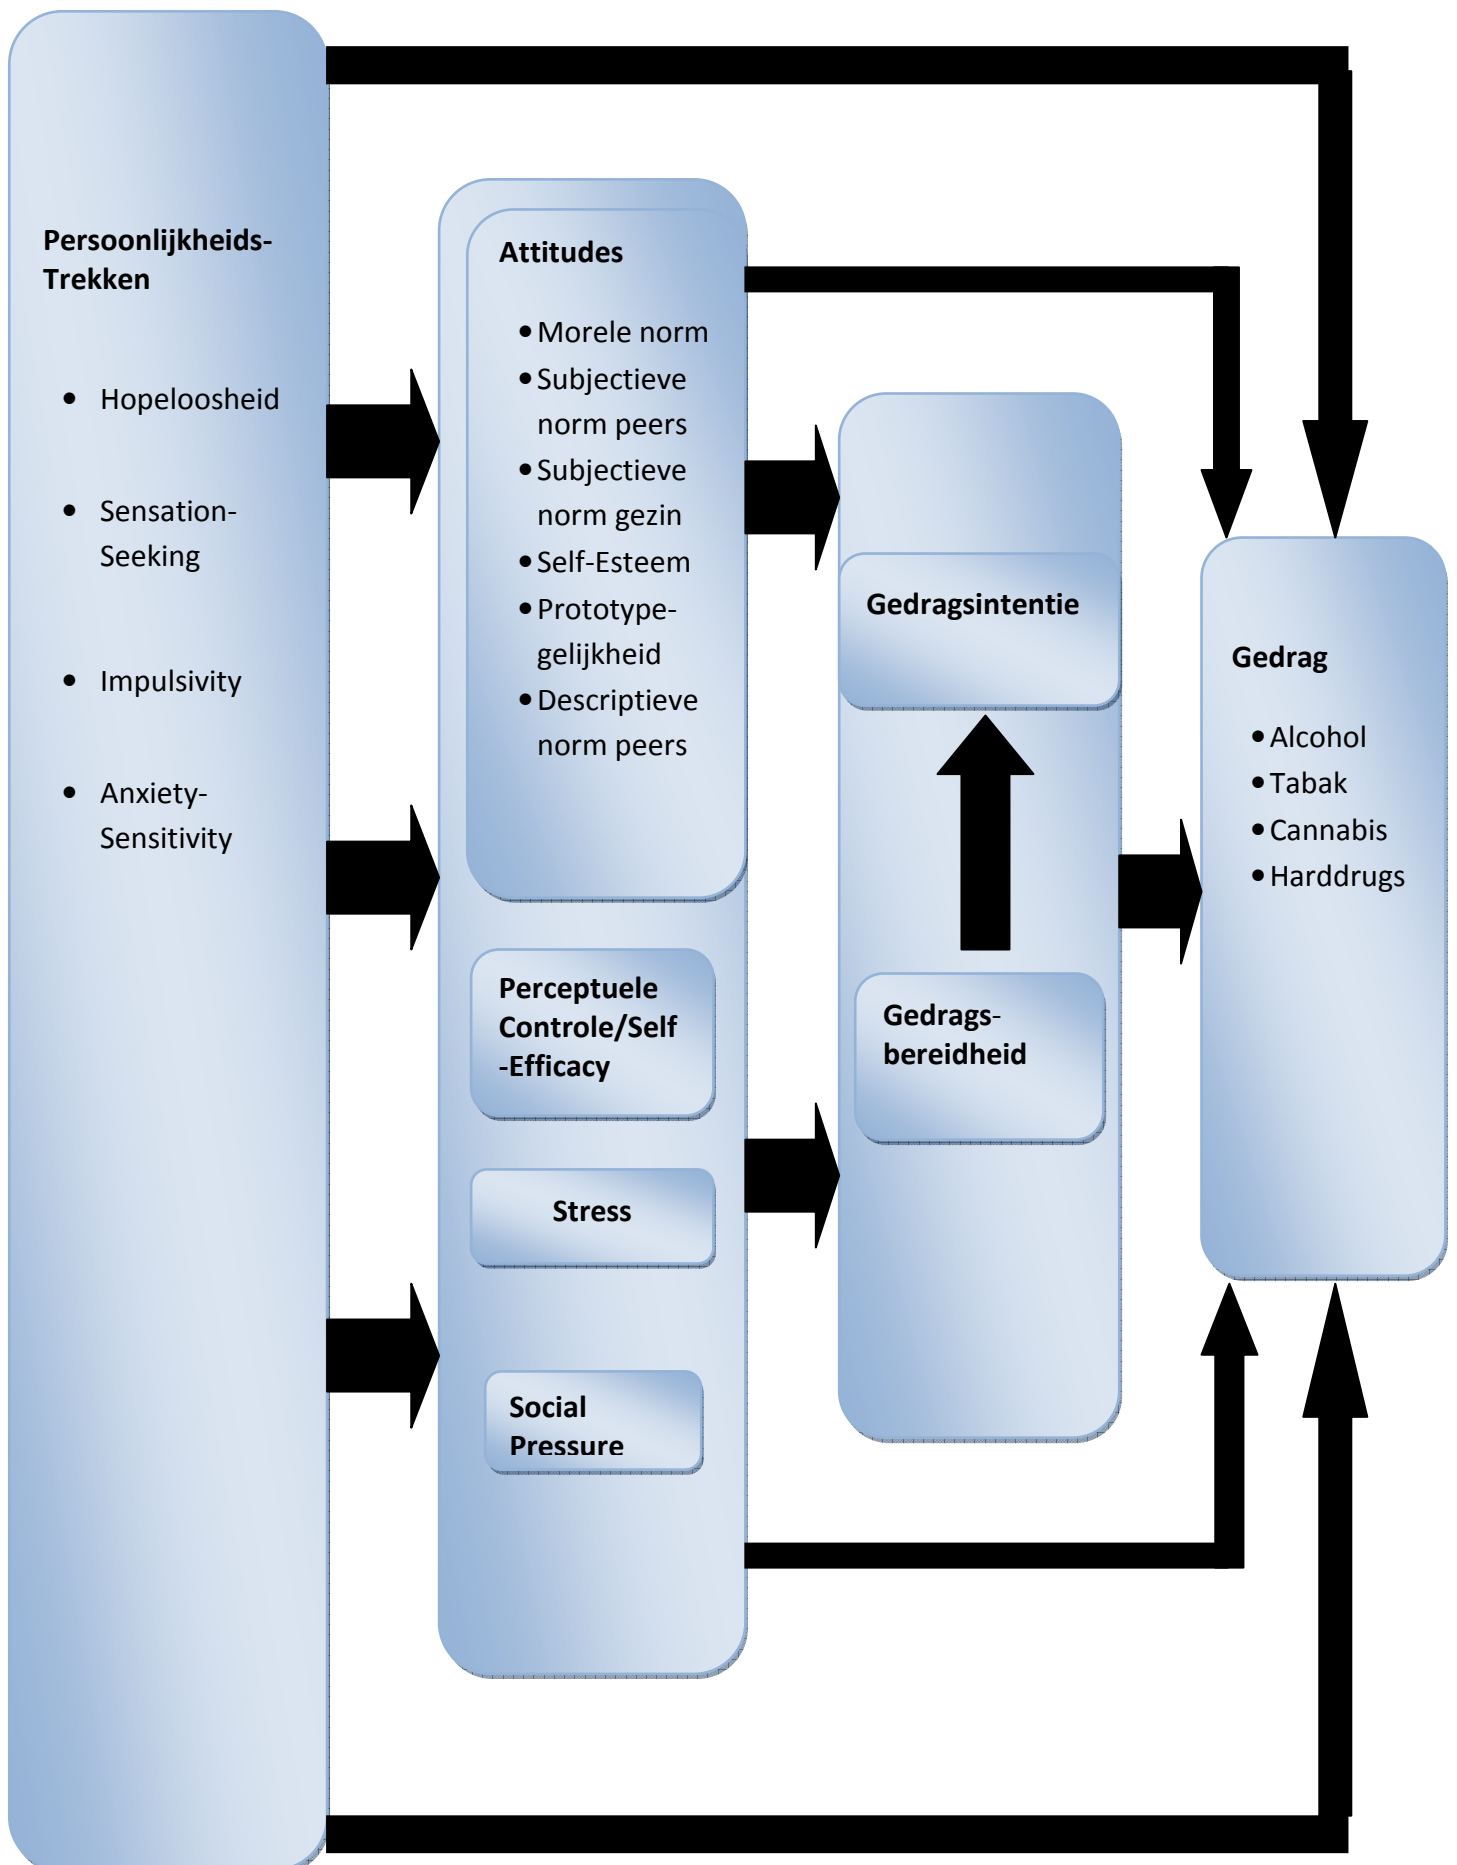 Persoonlijkheids-
Trekken
• Hopeloosheid
• Sensation-
Seeking
• Impulsivity
• Anxiety-
Sensitivity
Attitudes
• Morele norm
• Subjectieve
norm peers
• Subjectieve
norm gezin
• Self-Esteem
• Prototype-
gelijkheid
• Descriptieve
norm peers
Perceptuele
Controle/Self
-Efficacy
Stress
Social
Pressure
Gedragsintentie
Gedrags-
bereidheid
Gedrag
• Alcohol
• Tabak
• Cannabis
• Harddrugs